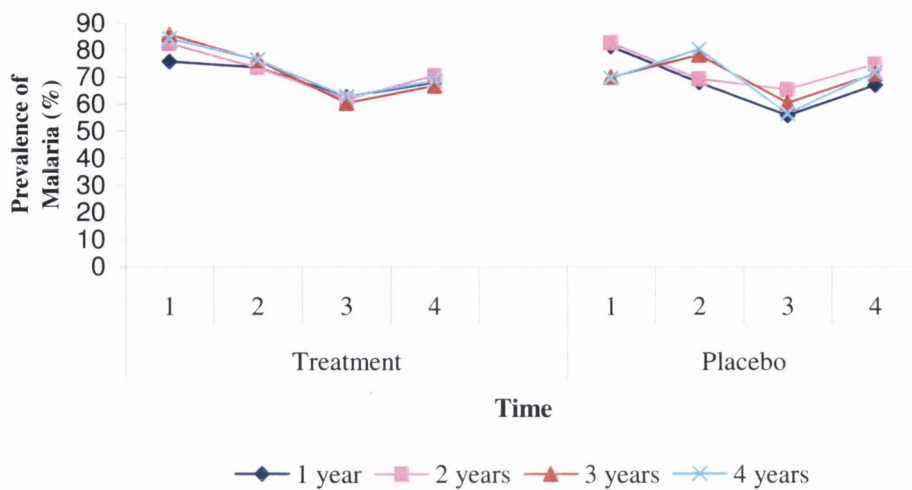 Prevalence of
Malaria (%)
90
80
70
60
50
40
30
20
10
0
1 2 3 4 1 2 3 4
Treatment Placebo
Time
1 year 2 years 3 years 4 years